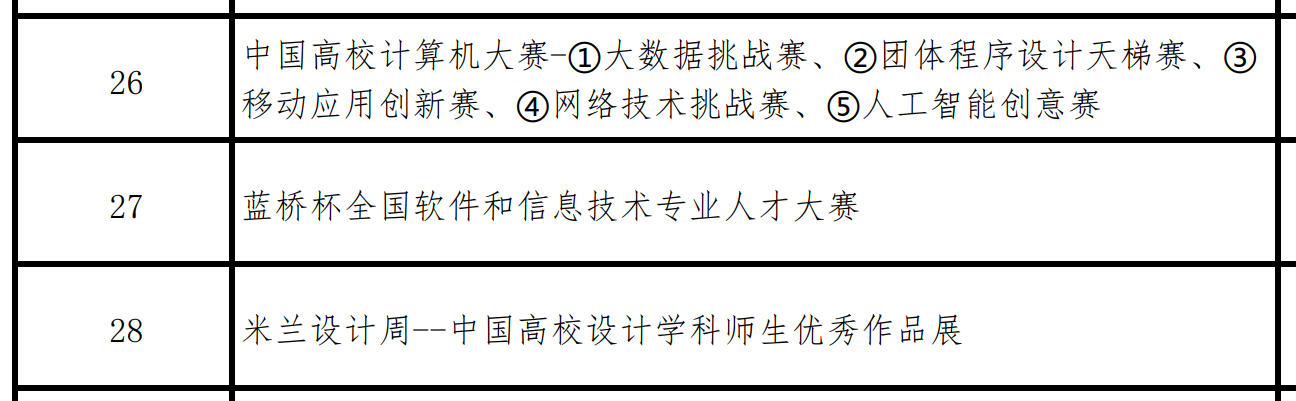 26
中国高校计算机大赛-①大数据挑战赛、②团体程序设计天梯赛、③
移动应用创新赛、④网络技术挑战赛、⑤人工智能创意赛
27
蓝桥杯全国软件和信息技术专业人才大赛
28
米兰设计周--中国高校设计学科师生优秀作品展